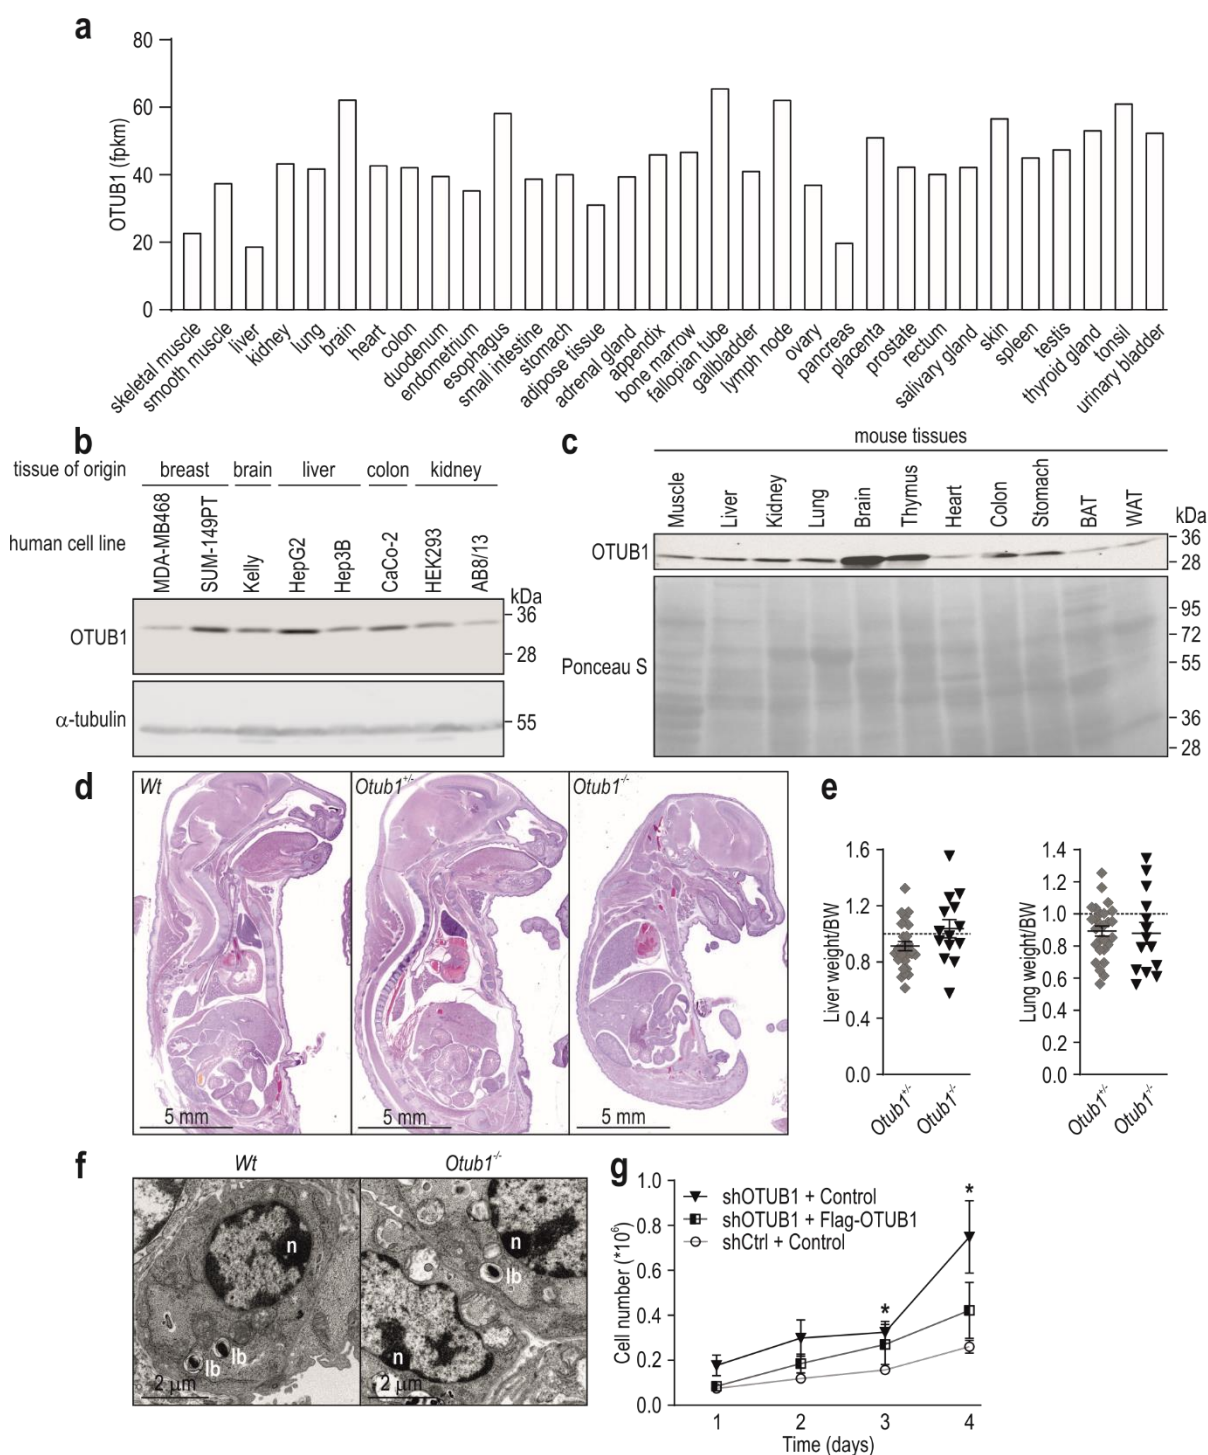 a
80
60
40
20
0
OTUB1 (fpkm)
skeletal muscle
smooth muscle
liver
kidney
lung
brain
heart
colon
duodenum
endometrium
esophagus
small intestine
stomach
adipose tissue
adrenal gland
appendix
bone marrow
fallopian tube
gallbladder
lymph node
ovary
pancreas
placenta
prostate
rectum
salivary gland
skin
spleen
testis
thyroid gland
tonsil
urinary bladder
b
tissue of origin breast brain liver colon kidney
human cell line
MDA-MB468
SUM-149PT
Kelly
HepG2
Hep3B
CaCo-2
HEK293
AB8/13
kDa
OTUB1
36
28
α-tubulin
55
c
mouse tissues
Muscle
Liver
Kidney
Lung
Brain
Thymus
Heart
Colon
Stomach
BAT
WAT
kDa
OTUB1
36
28
Ponceau S
95
72
55
36
28
d
Wt
Otub1+/-
Otub1-/-
5 mm
5 mm
5 mm
e
Liver weight/BW
1.6
1.2
0.8
0.4
0.0
Otub1+/-
Otub1-/-
Lung weight/BW
1.4
1.2
1.0
0.8
0.6
0.4
0.2
0.0
Otub1+/-
Otub1-/-
f
Wt
Otub1-/-
n
lb
lb
2 µm
n
lb
n
2 µm
g
Cell number (*10⁶)
1.0
0.8
0.6
0.4
0.2
0.0
shOTUB1 + Control
shOTUB1 + Flag-OTUB1
shCtrl + Control
*
*
1 2 3 4
Time (days)